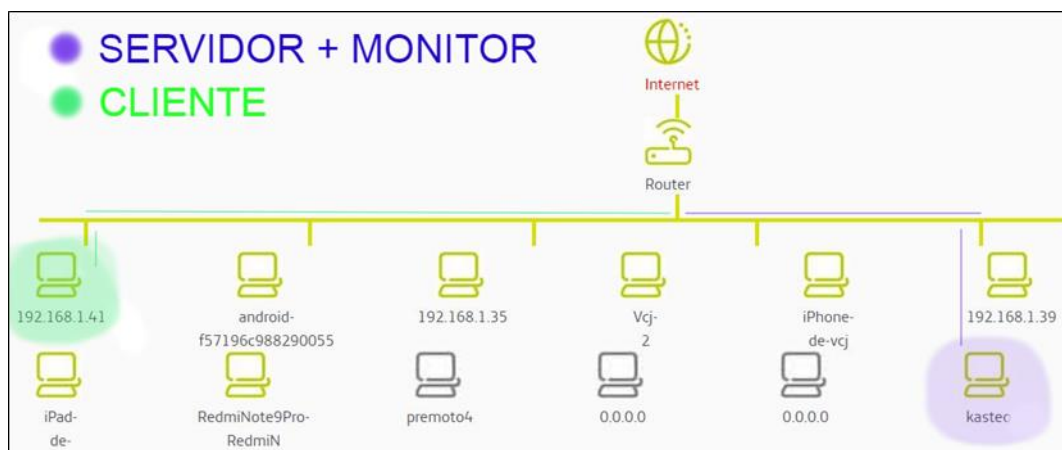 SERVIDOR + MONITOR
CLIENTE
Internet
Router
192.168.1.41
android-
f57196c988290055
192.168.1.35
Vcj-
2
iPhone-
de-vcj
192.168.1.39
iPad-
de-
RedmiNote9Pro-
RedmiN
premoto4
0.0.0.0
0.0.0.0
kasteo